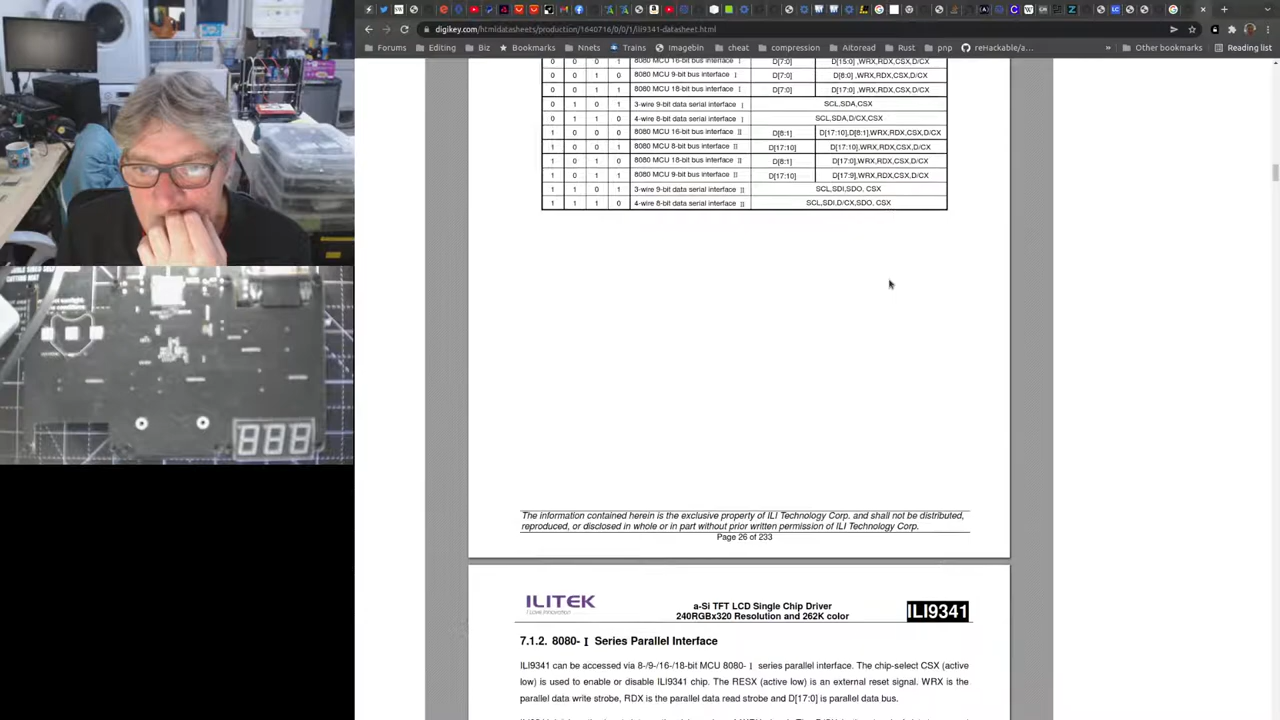 digikey.com/htmldatasheets/production/1640716/0/0/1/ili9341-datasheet.html
Forums Editing Biz Nnets Trains Imagebin cheat compression Aitoread Rust pnp reHackable/a... » Other bookmarks Reading list
0 0 0 1 8080 MCU 16-bit bus interface Ⅰ D[7:0] D[15:0] ,WRX,RDX,CSX,D/CX
0 0 1 0 8080 MCU 9-bit bus interface Ⅰ D[7:0] D[8:0] ,WRX,RDX,CSX,D/CX
0 0 1 1 8080 MCU 18-bit bus interface Ⅰ D[7:0] D[17:0] ,WRX,RDX,CSX,D/CX
0 1 0 1 3-wire 9-bit data serial interface Ⅰ SCL,SDA,CSX
0 1 1 0 4-wire 8-bit data serial interface Ⅰ SCL,SDA,D/CX,CSX
1 0 0 0 8080 MCU 16-bit bus interface Ⅱ D[8:1] D[17:10],D[8:1],WRX,RDX,CSX,D/CX
1 0 0 1 8080 MCU 8-bit bus interface Ⅱ D[17:10] D[17:10],WRX,RDX,CSX,D/CX
1 0 1 0 8080 MCU 18-bit bus interface Ⅱ D[8:1] D[17:0],WRX,RDX,CSX,D/CX
1 0 1 1 8080 MCU 9-bit bus interface Ⅱ D[17:10] D[17:9],WRX,RDX,CSX,D/CX
1 1 0 1 3-wire 9-bit data serial interface Ⅱ SCL,SDI,SDO, CSX
1 1 1 0 4-wire 8-bit data serial interface Ⅱ SCL,SDI,D/CX,SDO, CSX
The information contained herein is the exclusive property of ILI Technology Corp. and shall not be distributed,
reproduced, or disclosed in whole or in part without prior written permission of ILI Technology Corp.
Page 26 of 233
ILITEK
a-Si TFT LCD Single Chip Driver
240RGBx320 Resolution and 262K color
ILI9341
7.1.2. 8080-Ⅰ Series Parallel Interface
ILI9341 can be accessed via 8-/9-/16-/18-bit MCU 8080-Ⅰ series parallel interface. The chip-select CSX (active
low) is used to enable or disable ILI9341 chip. The RESX (active low) is an external reset signal. WRX is the
parallel data write strobe, RDX is the parallel data read strobe and D[17:0] is parallel data bus.
888